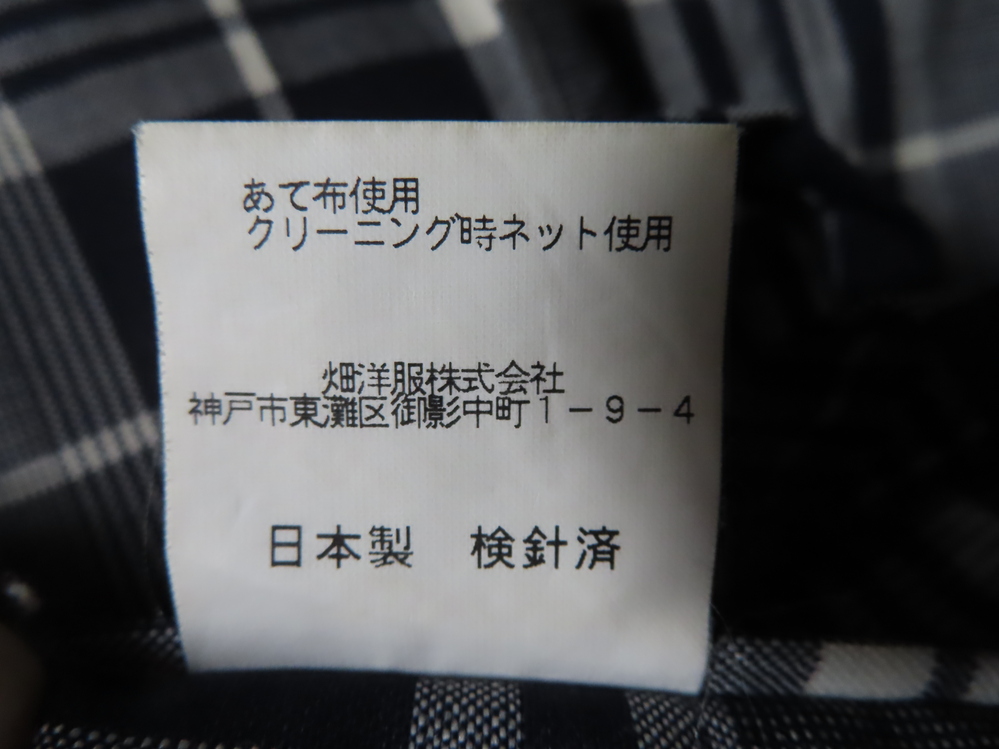 あて布使用
クリーニング時ネット使用
畑洋服株式会社
神戸市東灘区御影中町1-9-4
日本製　検針済